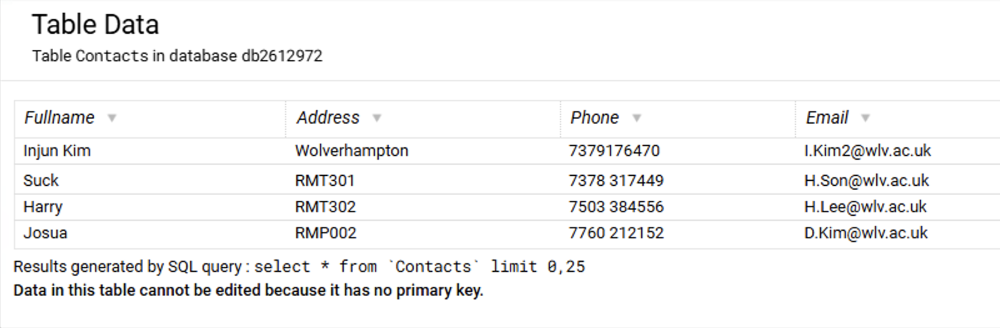 Table Data
Table Contacts in database db2612972
Fullname Address Phone Email
Injun Kim Wolverhampton 7379176470 I.Kim2@wlv.ac.uk
Suck RMT301 7378 317449 H.Son@wlv.ac.uk
Harry RMT302 7503 384556 H.Lee@wlv.ac.uk
Josua RMP002 7760 212152 D.Kim@wlv.ac.uk
Results generated by SQL query : select * from `Contacts` limit 0,25
Data in this table cannot be edited because it has no primary key.